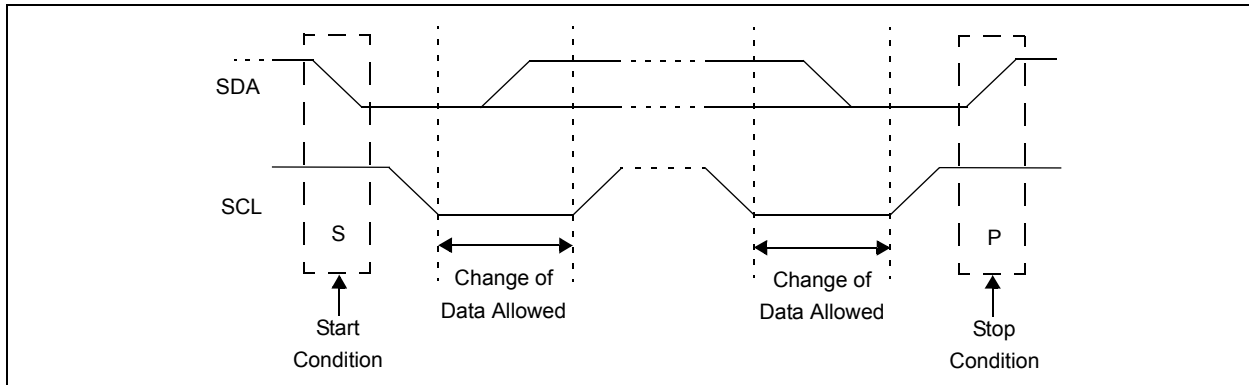 SDA
SCL
S
P
Change of
Data Allowed
Change of
Data Allowed
Start
Condition
Stop
Condition